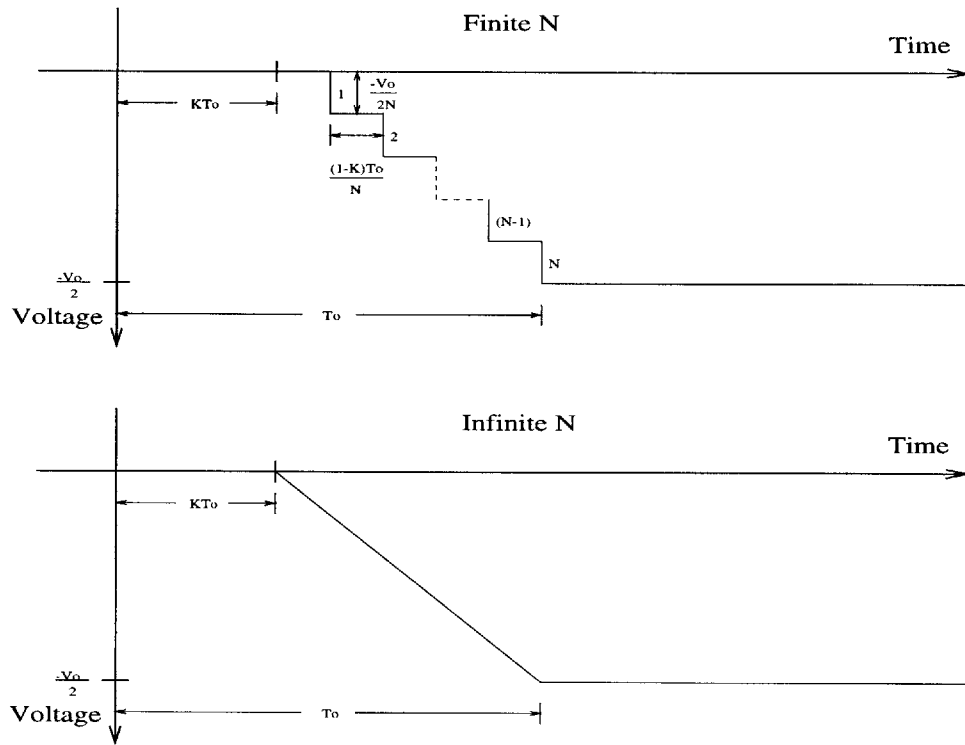 Finite N
Time
1
-Vo
2N
KTo
2
(1-K)To
N
(N-1)
N
-Vo
2
Voltage
To
Infinite N
Time
KTo
-Vo
2
Voltage
To